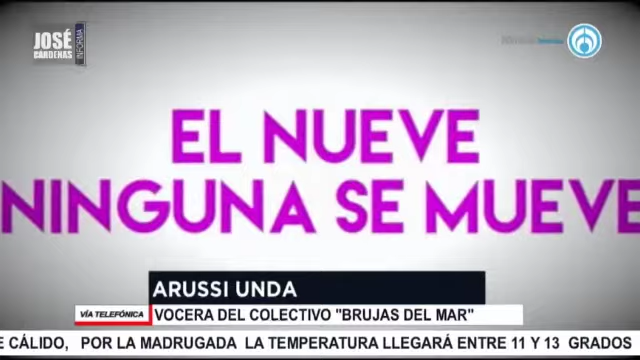 JOSÉ
CÁRDENAS
INFORMA
EL NUEVE
NINGUNA SE MUEVE
ARUSSI UNDA
VÍA TELEFÓNICA
VOCERA DEL COLECTIVO "BRUJAS DEL MAR"
E CÁLIDO, POR LA MADRUGADA LA TEMPERATURA LLEGARÁ ENTRE 11 Y 13 GRADOS